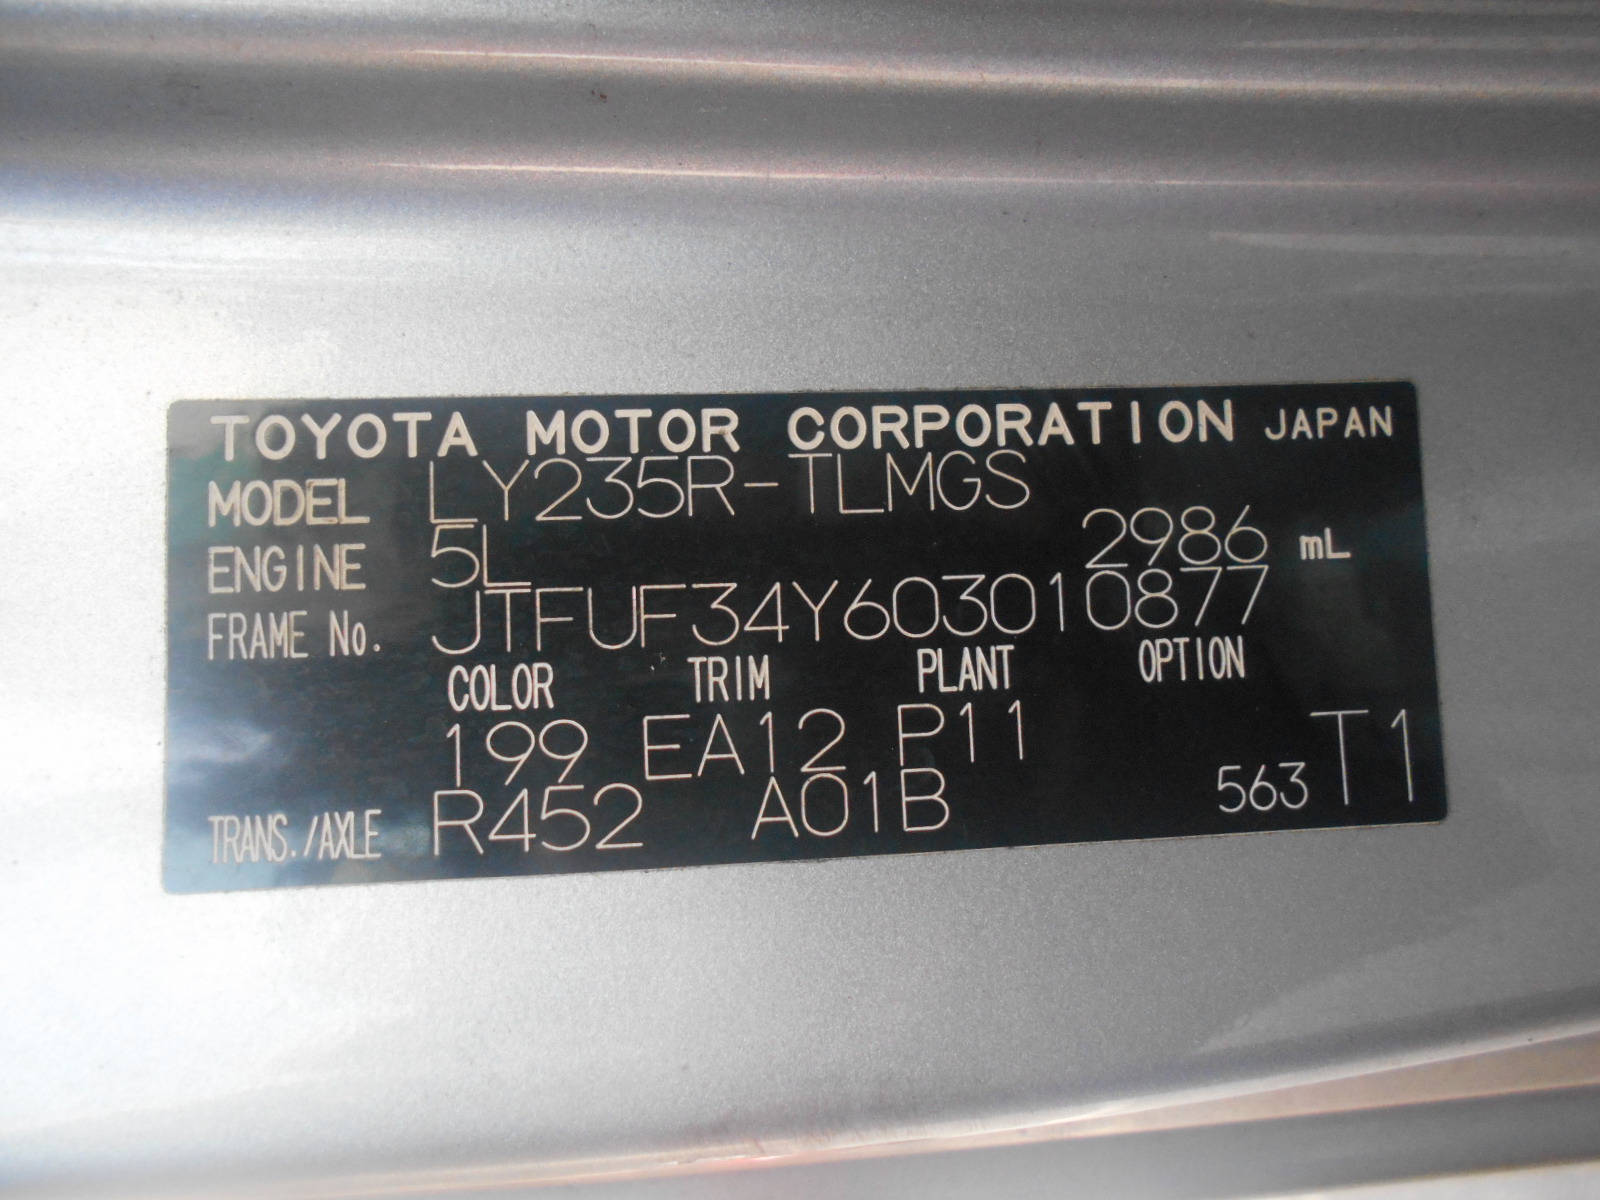 TOYOTA MOTOR CORPORATION JAPAN
MODEL LY235R-TLMGS
ENGINE 5L 2986 mL
FRAME No. JTFUF34Y603010877
COLOR TRIM PLANT OPTION
199 EA12 P11
TRANS./AXLE R452 A01B 563 T1